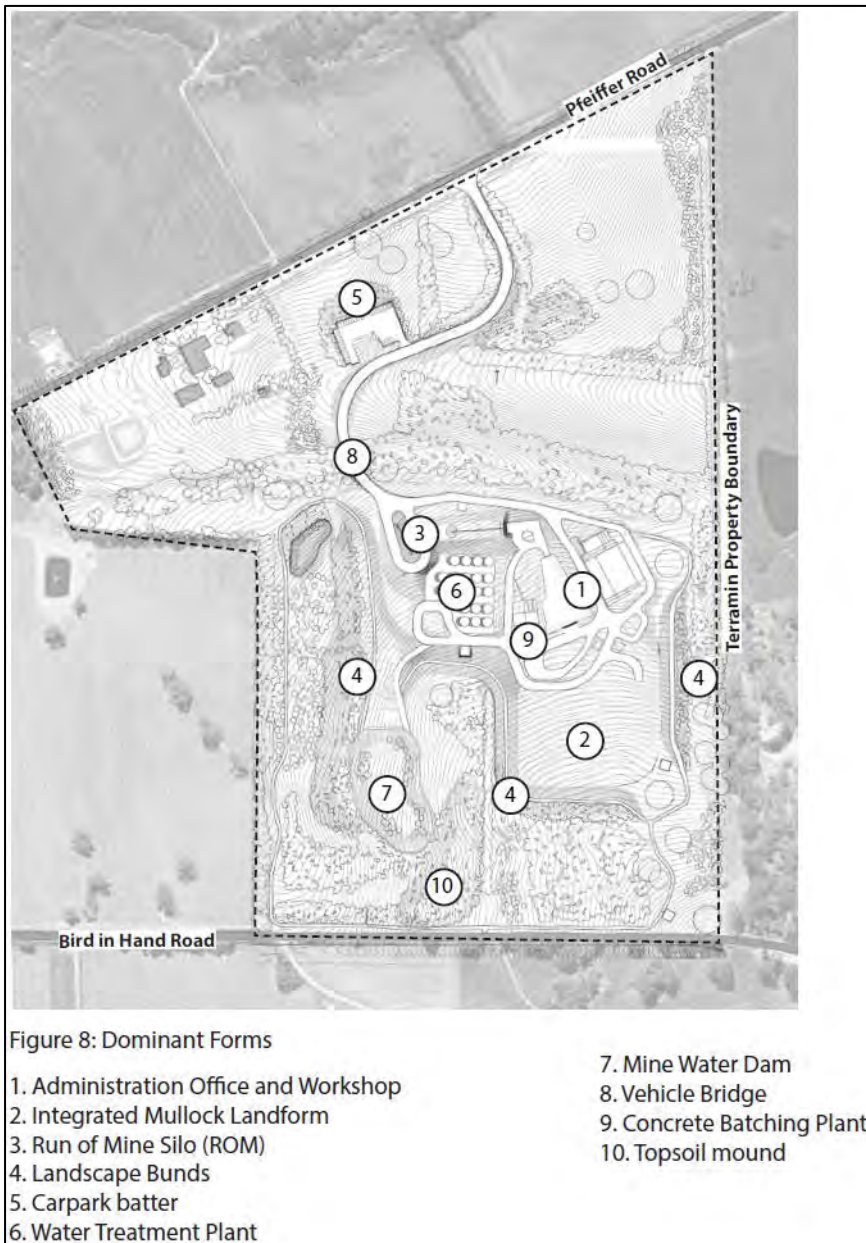 Pfeiffer Road
5
8
Terramin Property Boundary
3
6
1
9
4
4
2
7
4
10
Bird in Hand Road
Figure 8: Dominant Forms
1. Administration Office and Workshop
2. Integrated Mullock Landform
3. Run of Mine Silo (ROM)
4. Landscape Bunds
5. Carpark batter
6. Water Treatment Plant
7. Mine Water Dam
8. Vehicle Bridge
9. Concrete Batching Plant
10. Topsoil mound